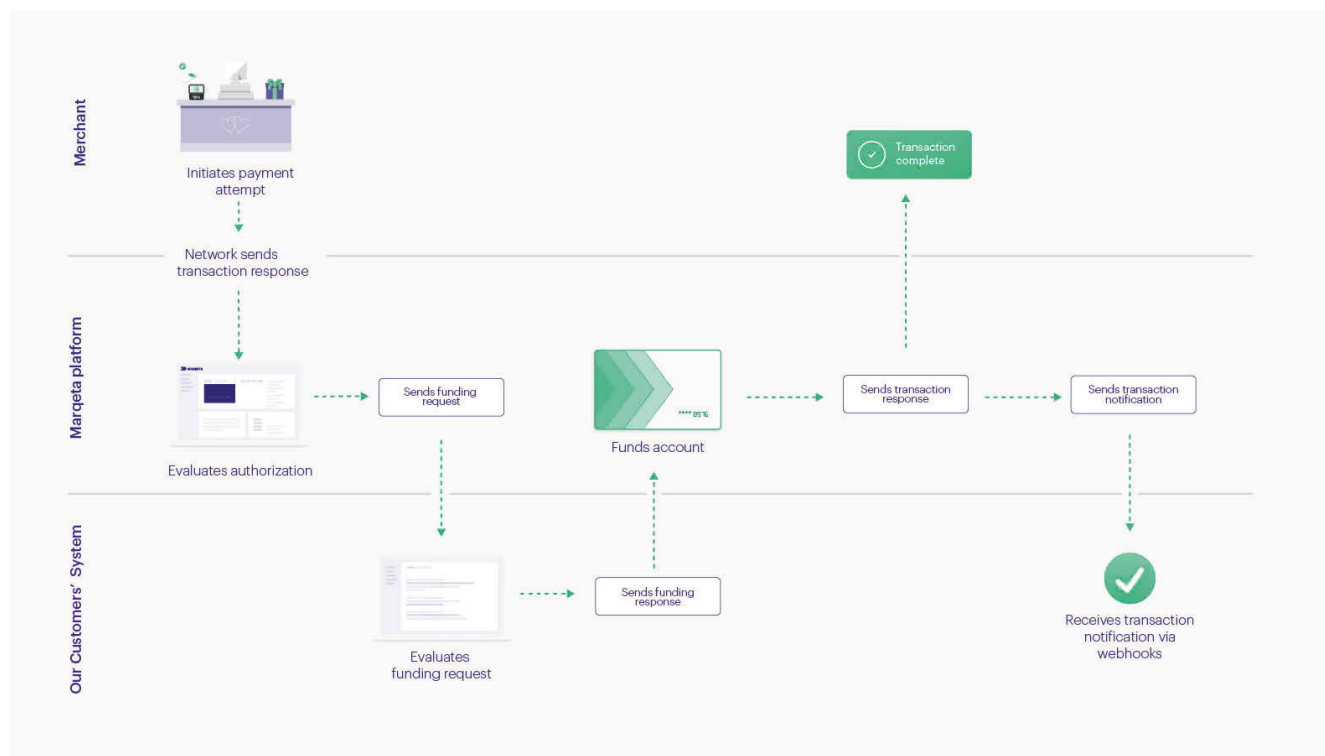 Merchant
Initiates payment
attempt
Transaction
complete
Network sends
transaction response
Marqeta platform
MARQETA
Evaluates authorization
Sends funding
request
Funds account
Sends transaction
response
Sends transaction
notification
Our Customers' System
Evaluates
funding request
Sends funding
response
Receives transaction
notification via
webhooks